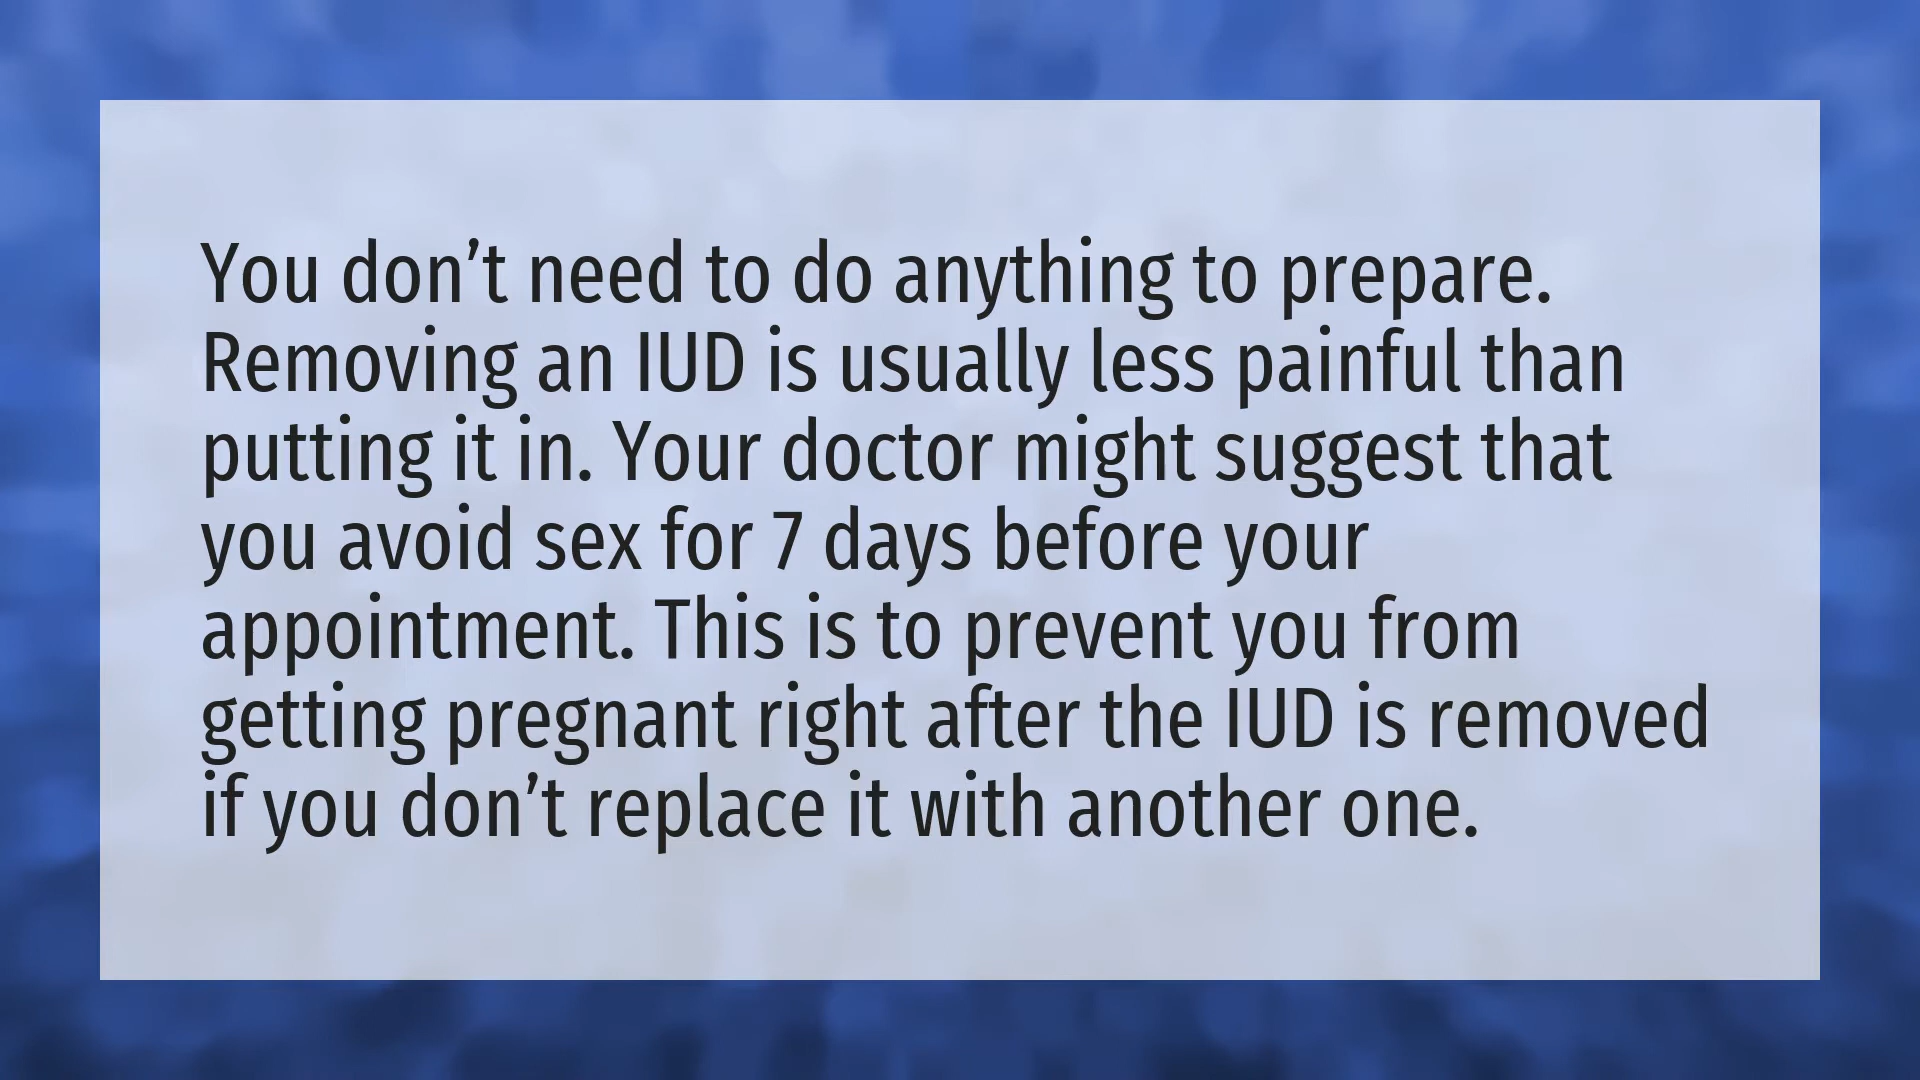 You don’t need to do anything to prepare.
Removing an IUD is usually less painful than
putting it in. Your doctor might suggest that
you avoid sex for 7 days before your
appointment. This is to prevent you from
getting pregnant right after the IUD is removed
if you don’t replace it with another one.